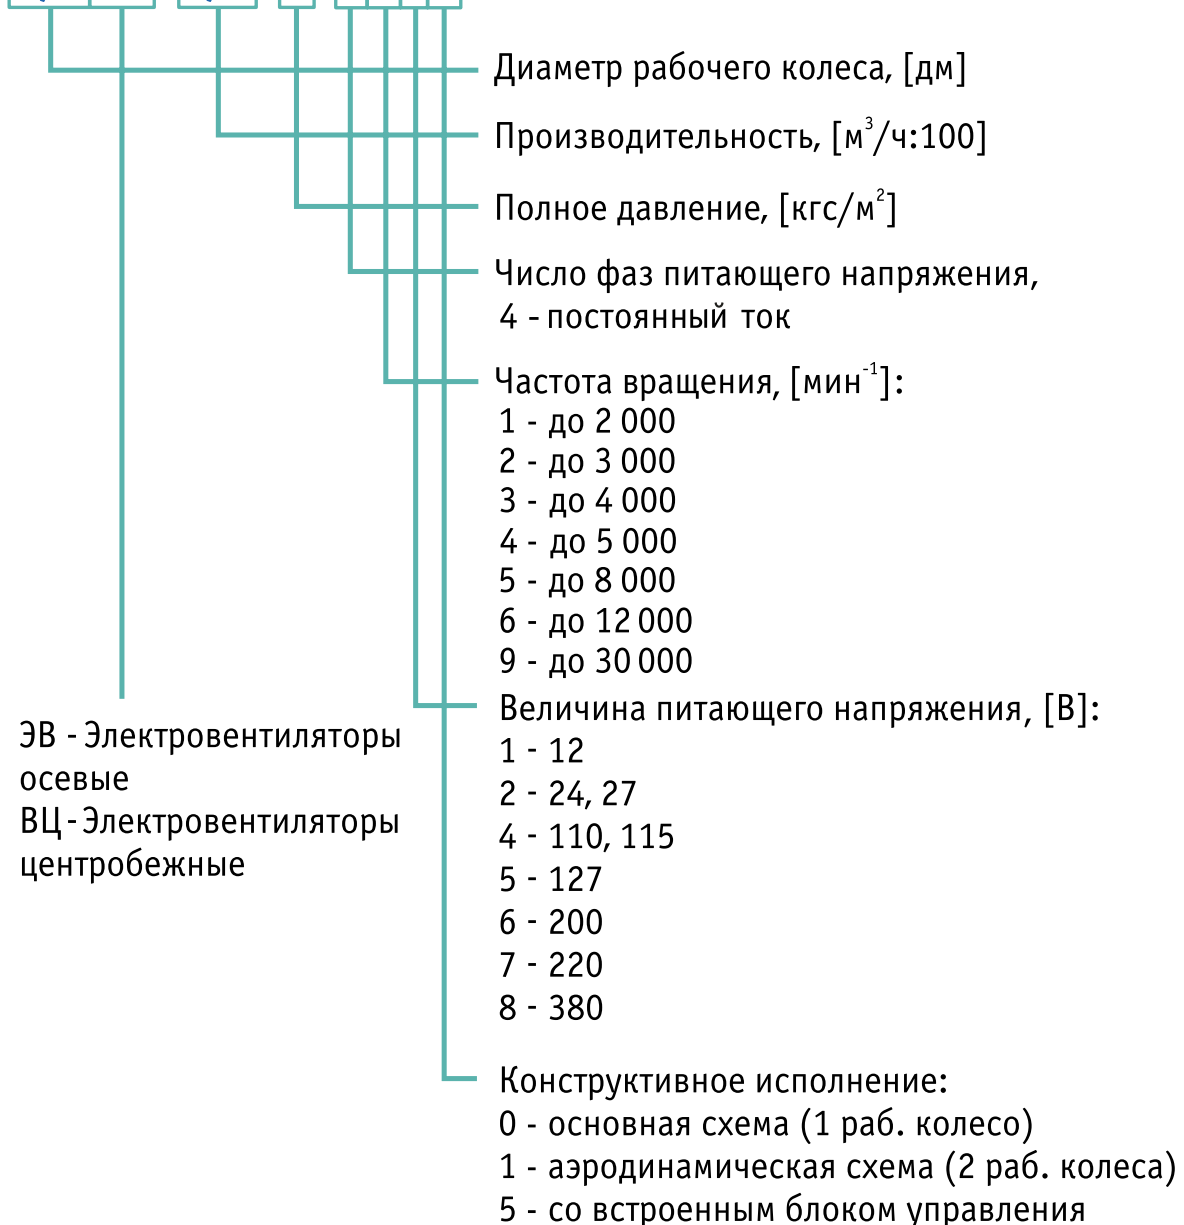 Диаметр рабочего колеса, [дм]
Производительность, [м³/ч:100]
Полное давление, [кгс/м²]
Число фаз питающего напряжения,
4 - постоянный ток
Частота вращения, [мин⁻¹]:
1 - до 2 000
2 - до 3 000
3 - до 4 000
4 - до 5 000
5 - до 8 000
6 - до 12 000
9 - до 30 000
ЭВ - Электровентиляторы
осевые
ВЦ - Электровентиляторы
центробежные
Величина питающего напряжения, [В]:
1 - 12
2 - 24, 27
4 - 110, 115
5 - 127
6 - 200
7 - 220
8 - 380
Конструктивное исполнение:
0 - основная схема (1 раб. колесо)
1 - аэродинамическая схема (2 раб. колеса)
5 - со встроенным блоком управления